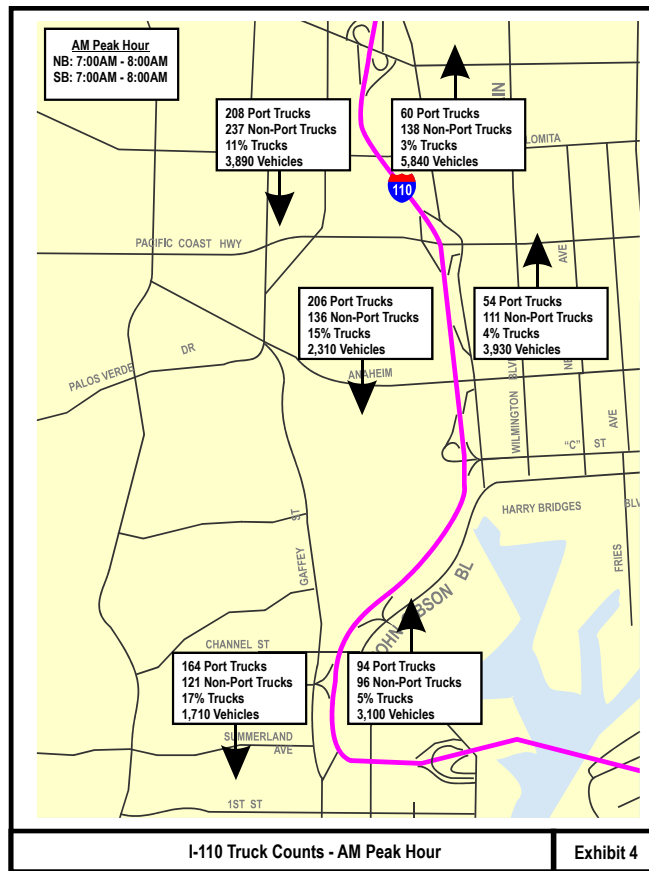 AM Peak Hour
NB: 7:00AM - 8:00AM
SB: 7:00AM - 8:00AM
208 Port Trucks
237 Non-Port Trucks
11% Trucks
3,890 Vehicles
60 Port Trucks
138 Non-Port Trucks
3% Trucks
5,840 Vehicles
LOMITA
110
PACIFIC COAST HWY
AVE
206 Port Trucks
136 Non-Port Trucks
15% Trucks
2,310 Vehicles
54 Port Trucks
111 Non-Port Trucks
4% Trucks
3,930 Vehicles
PALOS VERDE DR
ANAHEIM
WILMINGTON BLV
AVE
"C" ST
HARRY BRIDGES BLV
FRIES
GAFFEY ST
OHN GIBSON BL
CHANNEL ST
164 Port Trucks
121 Non-Port Trucks
17% Trucks
1,710 Vehicles
94 Port Trucks
96 Non-Port Trucks
5% Trucks
3,100 Vehicles
SUMMERLAND
AVE
1ST ST
I-110 Truck Counts - AM Peak Hour
Exhibit 4